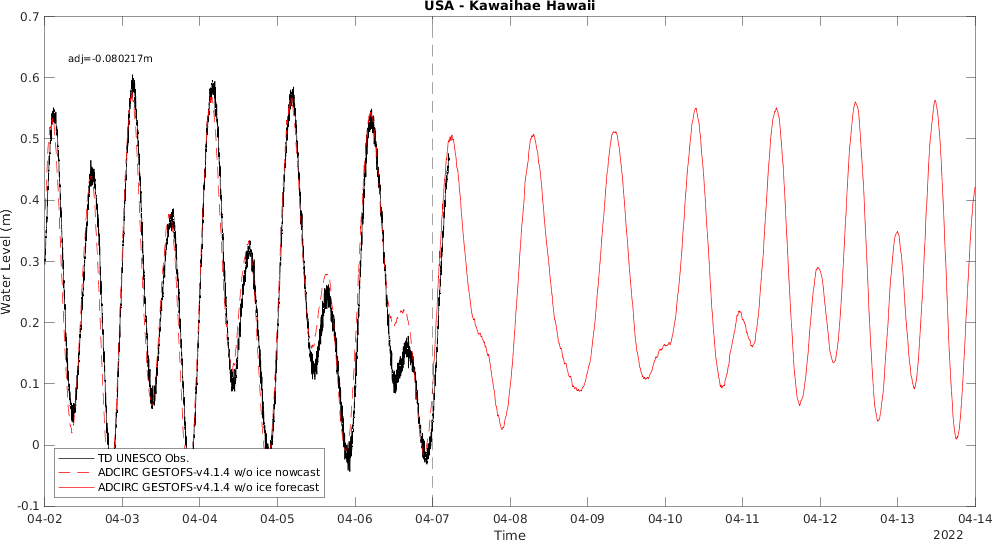 USA - Kawaihae Hawaii
0.7
adj=-0.080217m
0.6
0.5
0.4
0.3
0.2
0.1
0
-0.1
Water Level (m)
TD UNESCO Obs.
ADCIRC GESTOFS-v4.1.4 w/o ice nowcast
ADCIRC GESTOFS-v4.1.4 w/o ice forecast
04-02 04-03 04-04 04-05 04-06 04-07 04-08 04-09 04-10 04-11 04-12 04-13 04-14
Time
2022